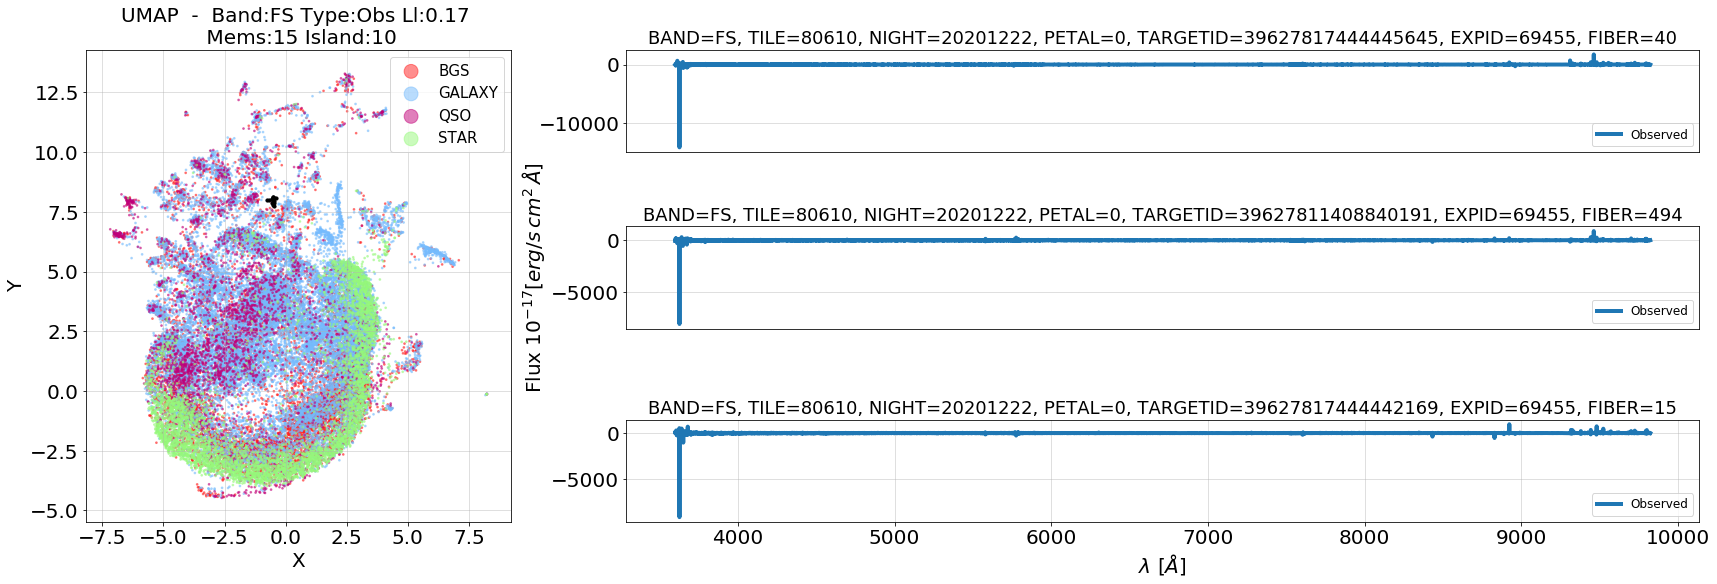 UMAP - Band:FS Type:Obs Ll:0.17
Mems:15 Island:10
BGS
GALAXY
QSO
STAR
12.5
10.0
7.5
5.0
2.5
0.0
−2.5
−5.0
Y
−7.5 −5.0 −2.5 0.0 2.5 5.0 7.5
X
BAND=FS, TILE=80610, NIGHT=20201222, PETAL=0, TARGETID=39627817444445645, EXPID=69455, FIBER=40
0
−10000
Observed
BAND=FS, TILE=80610, NIGHT=20201222, PETAL=0, TARGETID=39627811408840191, EXPID=69455, FIBER=494
0
−5000
Observed
Flux 10⁻¹⁷[erg/s cm² Å]
BAND=FS, TILE=80610, NIGHT=20201222, PETAL=0, TARGETID=39627817444442169, EXPID=69455, FIBER=15
0
−5000
Observed
4000 5000 6000 7000 8000 9000 10000
λ [Å]